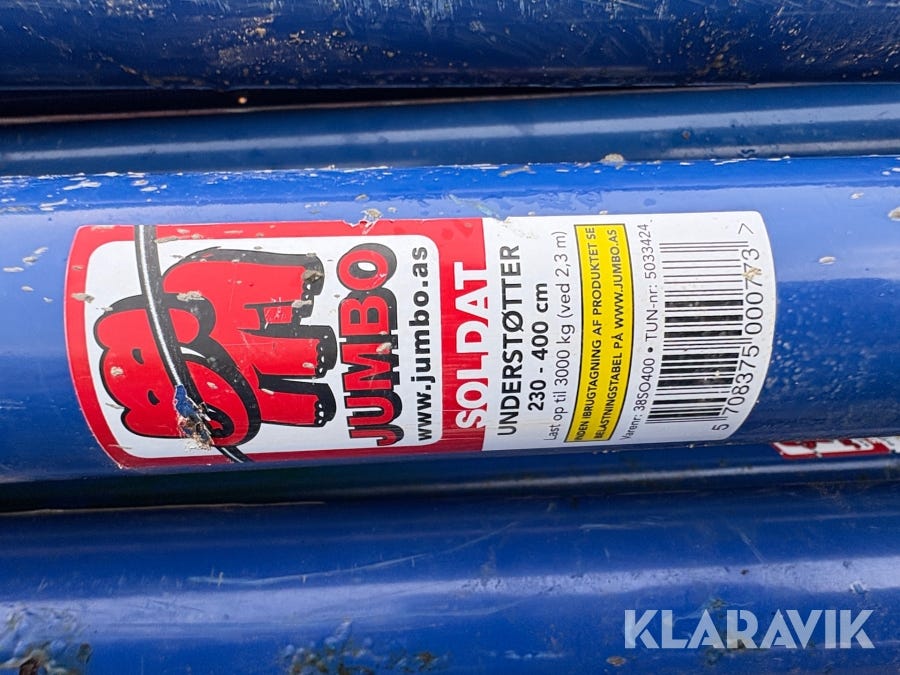 JUMBO
www.jumbo.as
SOLDAT
UNDERSTØTTER
230 - 400 cm
Last op til 3000 kg (ved 2,3 m)
INDEN IBRUGTAGNING AF PRODUKTET SE
BELASTNINGSTABEL PÅ WWW.JUMBO.AS
Varenr: 38SO400 • TUN-nr: 5033424
5 708375 000773 >
KLARAVIK